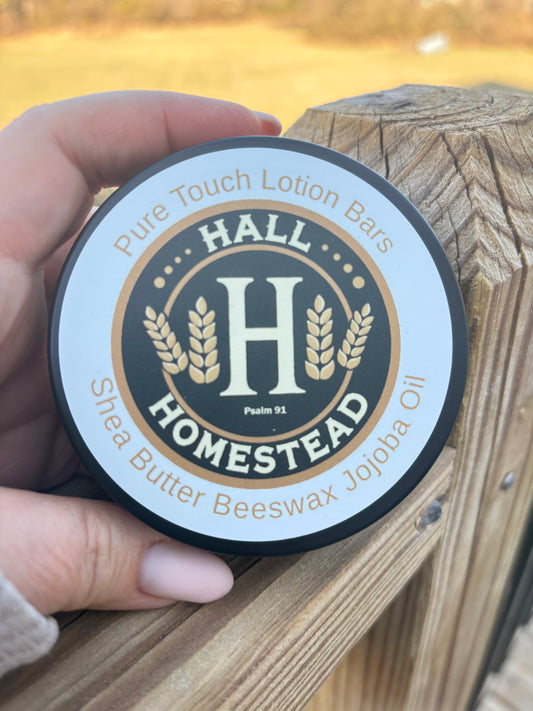 Pure Touch Lotion Bars
HALL
H
Psalm 91
HOMESTEAD
Shea Butter Beeswax Jojoba Oil